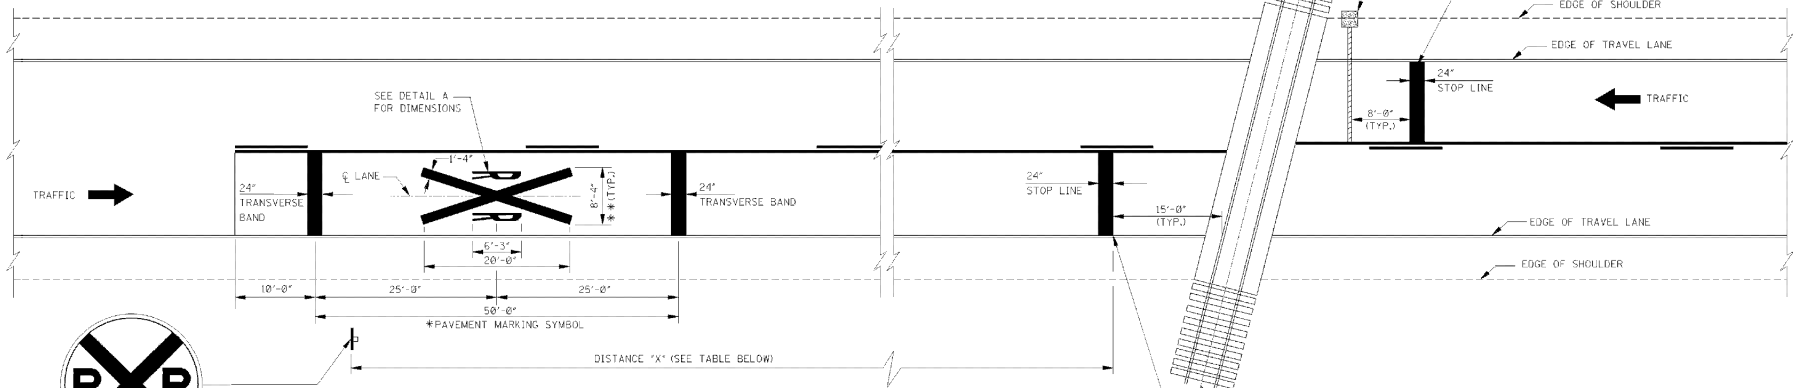 EDGE OF SHOULDER
EDGE OF TRAVEL LANE
24"
STOP LINE
SEE DETAIL A
FOR DIMENSIONS
TRAFFIC
8'-0"
(TYP.)
1'-4"
℄ LANE
R
R
8'-4"
**(TYP.)
24"
STOP LINE
TRAFFIC
24"
TRANSVERSE
BAND
24"
TRANSVERSE BAND
15'-0"
(TYP.)
EDGE OF TRAVEL LANE
6'-3"
20'-0"
EDGE OF SHOULDER
10'-0"
25'-0"
25'-0"
50'-0"
*PAVEMENT MARKING SYMBOL
DISTANCE "X" (SEE TABLE BELOW)
R R